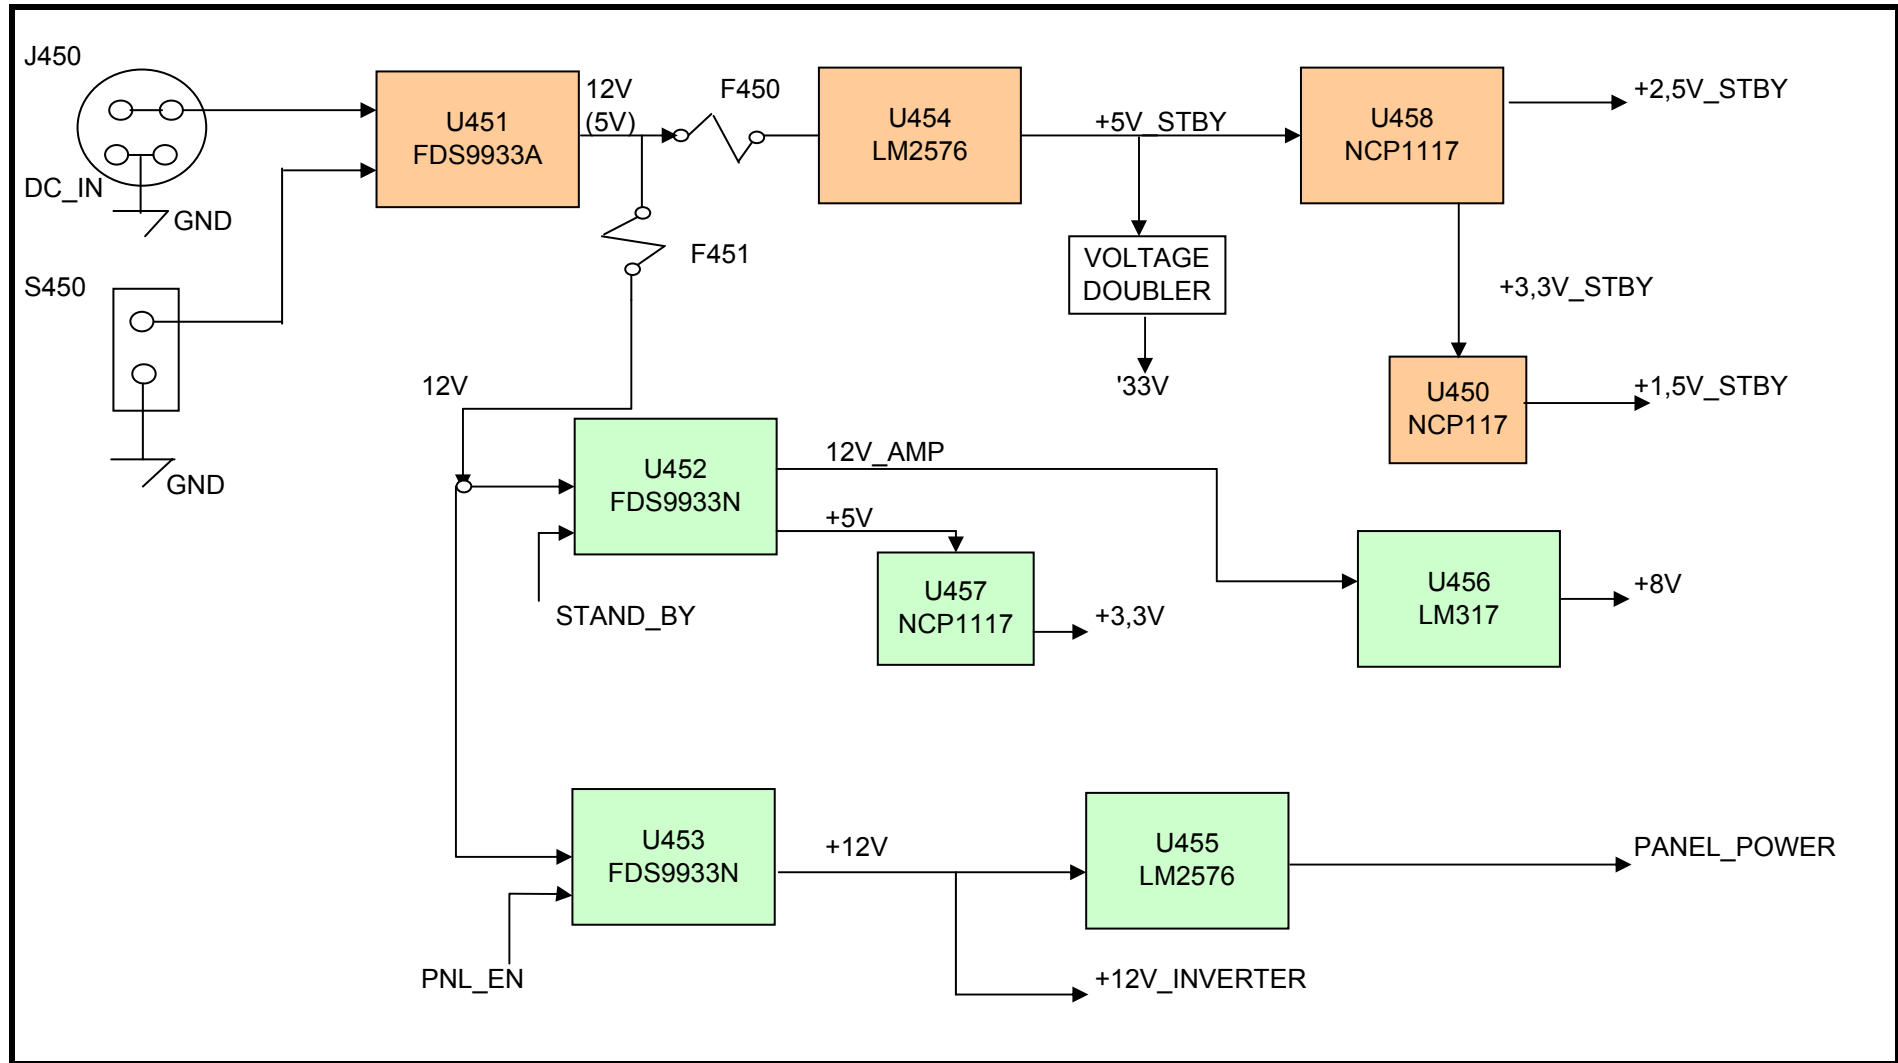 J450
DC_IN
GND
S450
GND
U451
FDS9933A
12V
(5V)
F450
F451
U454
LM2576
+5V_STBY
VOLTAGE
DOUBLER
'33V
U458
NCP1117
+2,5V_STBY
+3,3V_STBY
U450
NCP117
+1,5V_STBY
12V
U452
FDS9933N
STAND_BY
12V_AMP
+5V
U457
NCP1117
+3,3V
U456
LM317
+8V
U453
FDS9933N
PNL_EN
+12V
U455
LM2576
PANEL_POWER
+12V_INVERTER